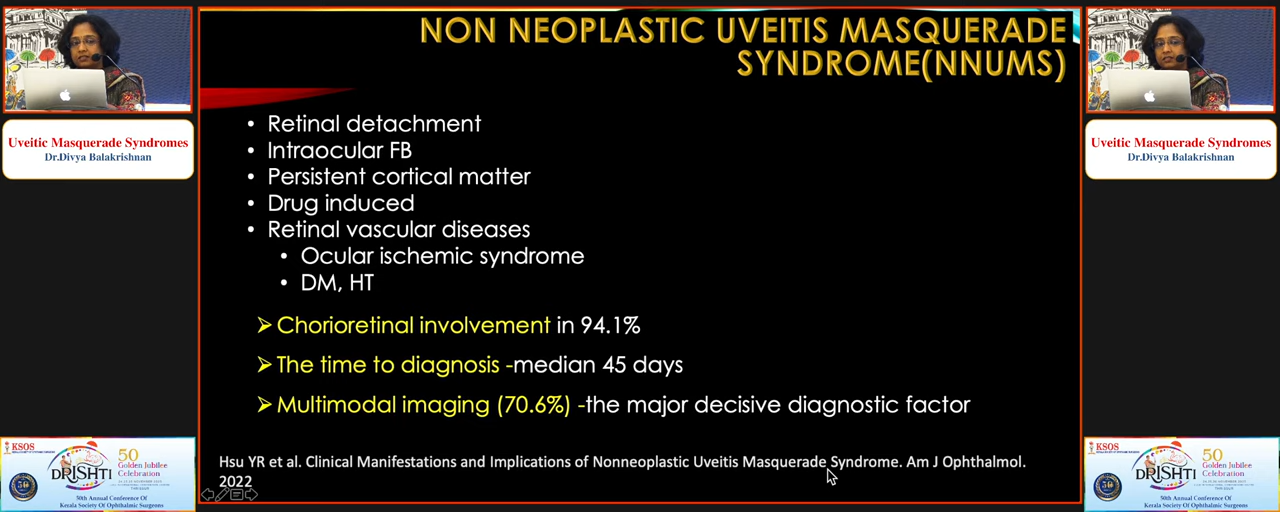 NON NEOPLASTIC UVEITIS MASQUERADE
SYNDROME(NNUMS)
• Retinal detachment
• Intraocular FB
• Persistent cortical matter
• Drug induced
• Retinal vascular diseases
• Ocular ischemic syndrome
• DM, HT
➢ Chorioretinal involvement in 94.1%
➢ The time to diagnosis -median 45 days
➢ Multimodal imaging (70.6%) -the major decisive diagnostic factor
Hsu YR et al. Clinical Manifestations and Implications of Nonneoplastic Uveitis Masquerade Syndrome. Am J Ophthalmol.
2022
Uveitic Masquerade Syndromes
Dr.Divya Balakrishnan
Uveitic Masquerade Syndromes
Dr.Divya Balakrishnan
KSOS
DRISHTI
50
Golden Jubilee
Celebration
50th Annual Conference Of
Kerala Society Of Ophthalmic Surgeons
KSOS
DRISHTI
50
Golden Jubilee
Celebration
50th Annual Conference Of
Kerala Society Of Ophthalmic Surgeons